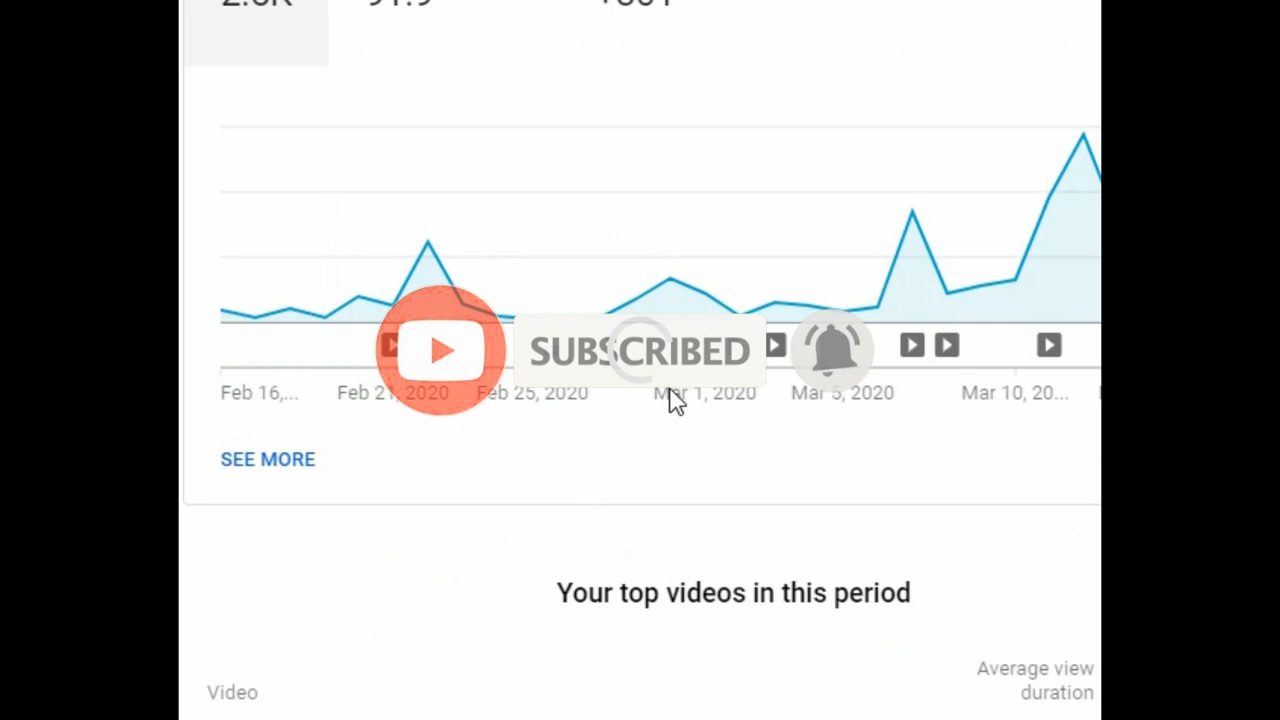 SUBSCRIBED
Feb 16,... Feb 21, 2020 Feb 25, 2020 Mar 1, 2020 Mar 5, 2020 Mar 10, 20...
SEE MORE
Your top videos in this period
Average view
Video duration